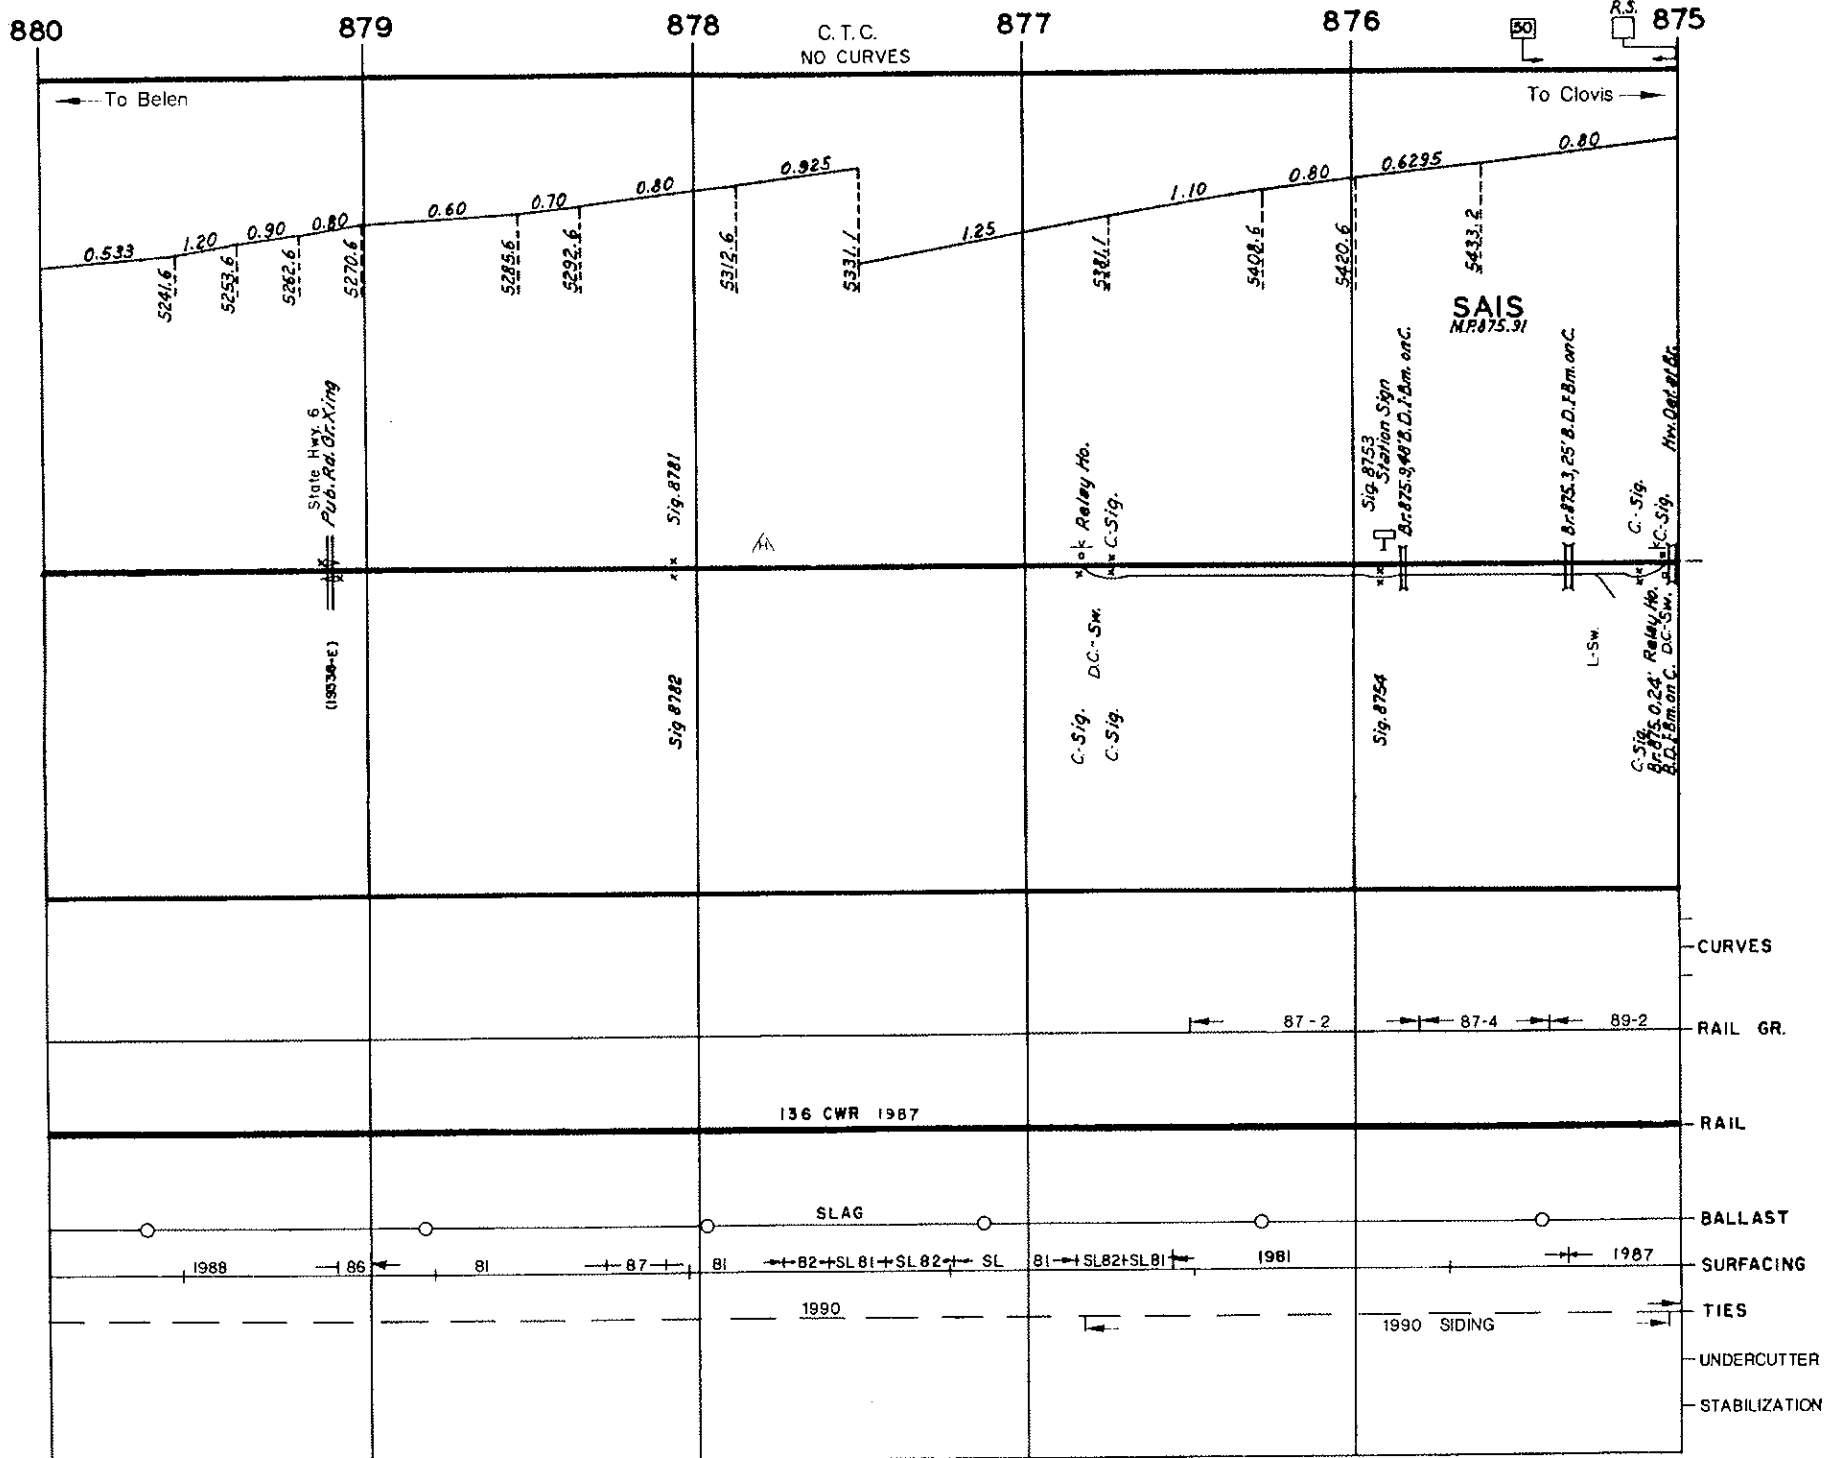 880 879 878 877 876 875
C. T. C.
NO CURVES
50
R.S.
To Belen
To Clovis
0.533 1.20 0.90 0.80 0.60 0.70 0.80 0.925 1.25 1.10 0.80 0.6295 0.80
5241.6 5253.6 5262.6 5270.6 5285.6 5292.6 5312.6 5331.1 5381.1 5408.6 5420.6 5433.2
SAIS
M.P.875.91
State Hwy. 6
Pub. Rd. Gr. Xing
(19538-E)
Sig. 8781
Sig 8782
Relay Ho.
C-Sig.
C-Sig.
D.C.-Sw.
C-Sig.
Sig. 8753
Station Sign
Br. 875.9, 48' B.D. 1-Bm. on C.
Sig. 8754
Br. 875.3, 25' B.D. 1-Bm. on C.
L-Sw.
C-Sig.
C-Sig.
Hw. Det. at Br.
C-Sig.
Br. 875.0, 24' Relay Ho.
B.D. 1-Bm. on C. D.C.-Sw.
CURVES
87-2 87-4 89-2
RAIL GR.
136 CWR 1987
RAIL
SLAG
BALLAST
1988 86 81 87 81 82 SL 81 SL 82 SL 81 SL82 SL81 1981 1987
SURFACING
1990
TIES
1990 SIDING
UNDERCUTTER
STABILIZATION